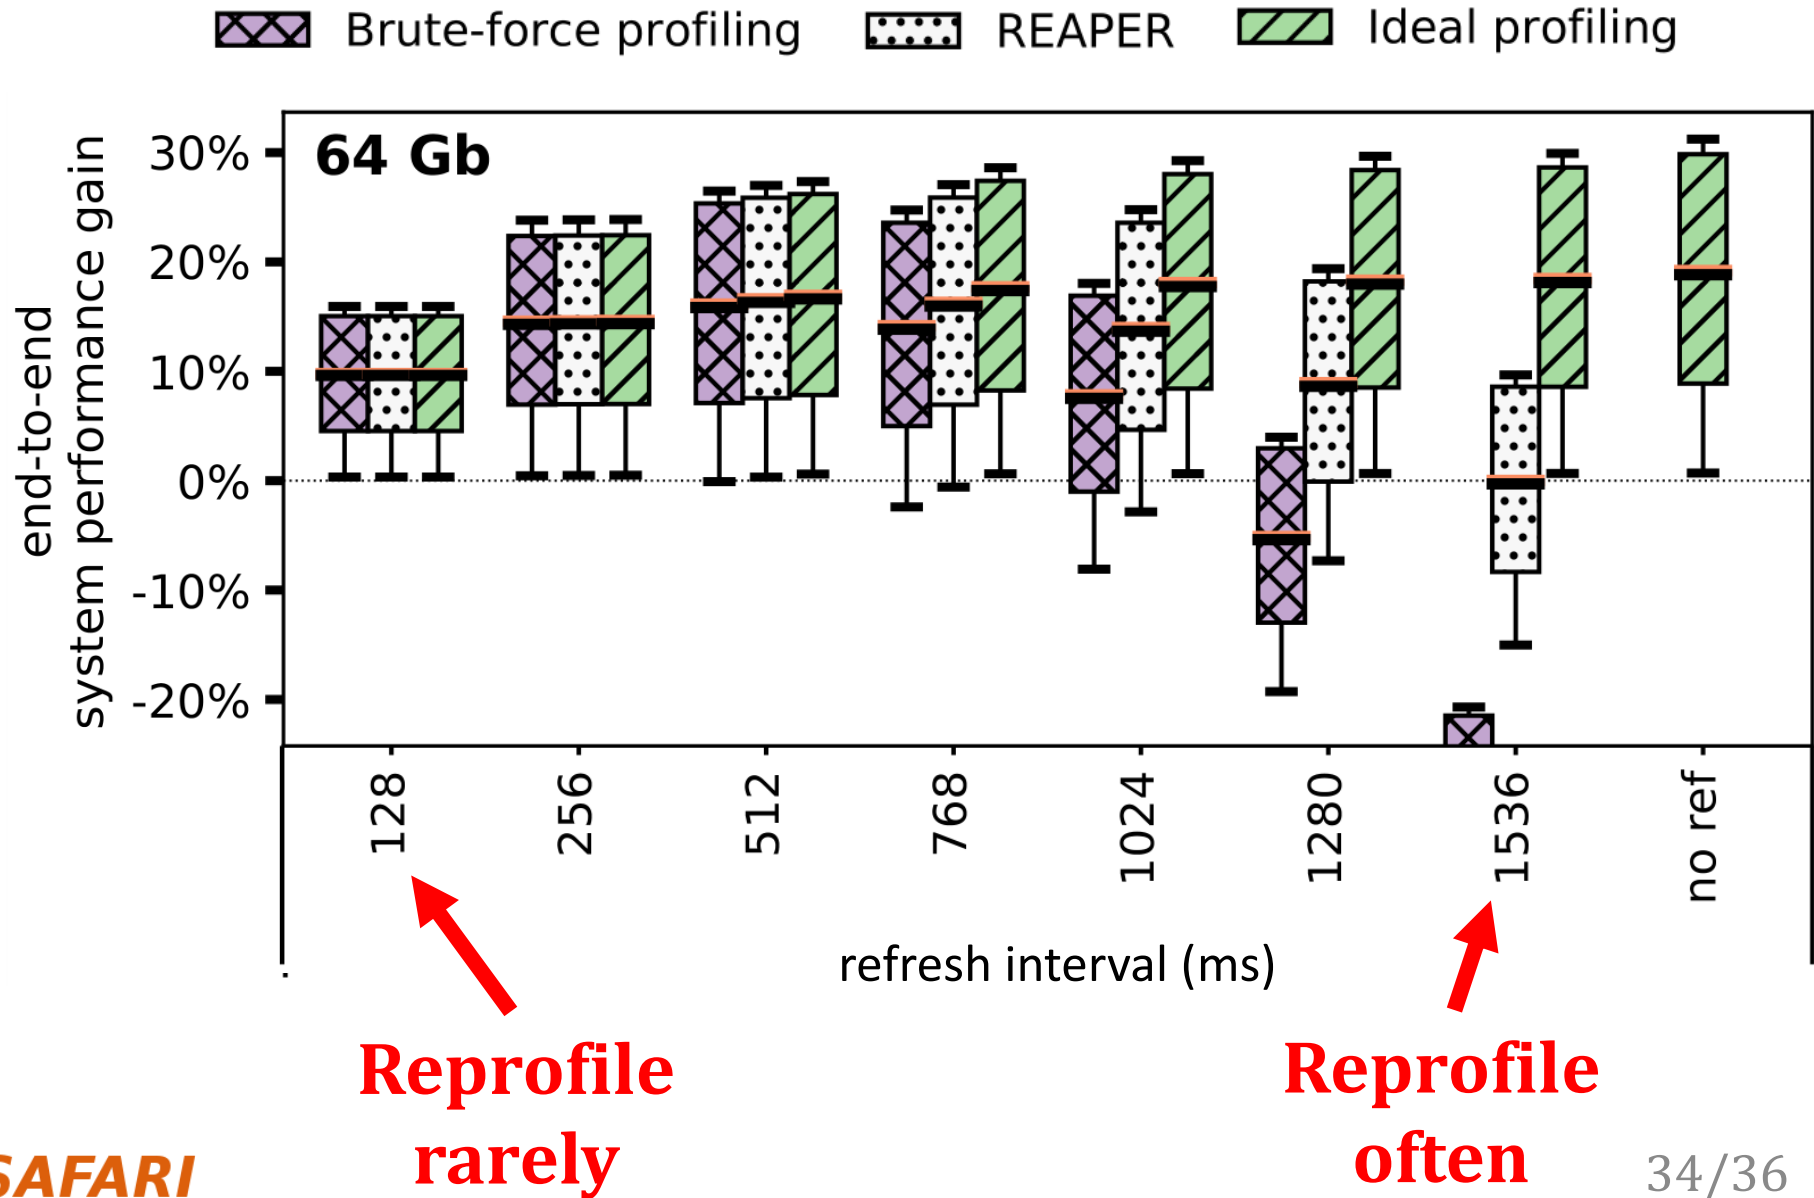 Brute-force profiling REAPER Ideal profiling
64 Gb
end-to-end
system performance gain
30%
20%
10%
0%
-10%
-20%
128 256 512 768 1024 1280 1536 no ref
refresh interval (ms)
Reprofile
rarely
Reprofile
often
SAFARI
34/36